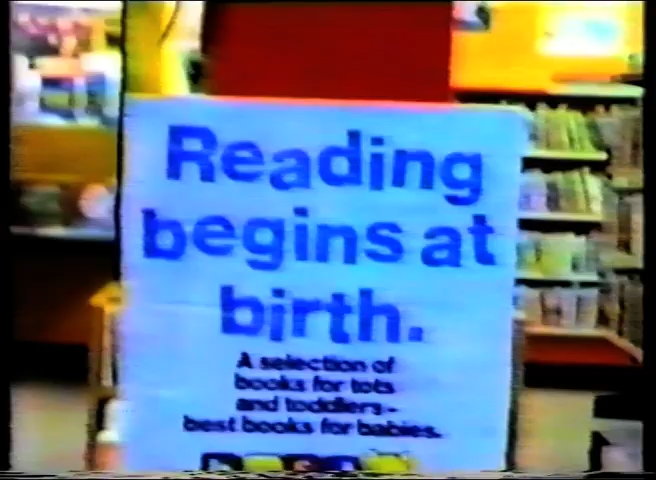 Reading
begins at
birth.
A selection of
books for tots
and toddlers-
best books for babies.